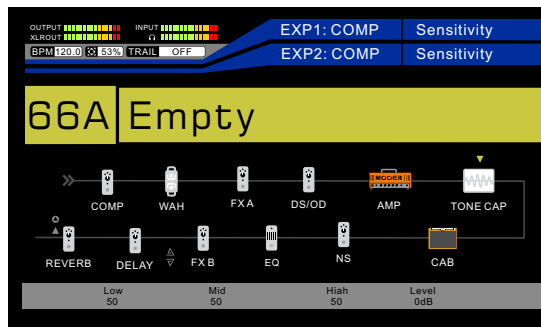 OUTPUT INPUT
XLROUT
BPM 120.0 53% TRAIL OFF
EXP1: COMP Sensitivity
EXP2: COMP Sensitivity
66A Empty
MOOER
COMP WAH FX A DS/OD AMP TONE CAP
REVERB DELAY FX B EQ NS CAB
Low Mid Hiah Level
50 50 50 0dB